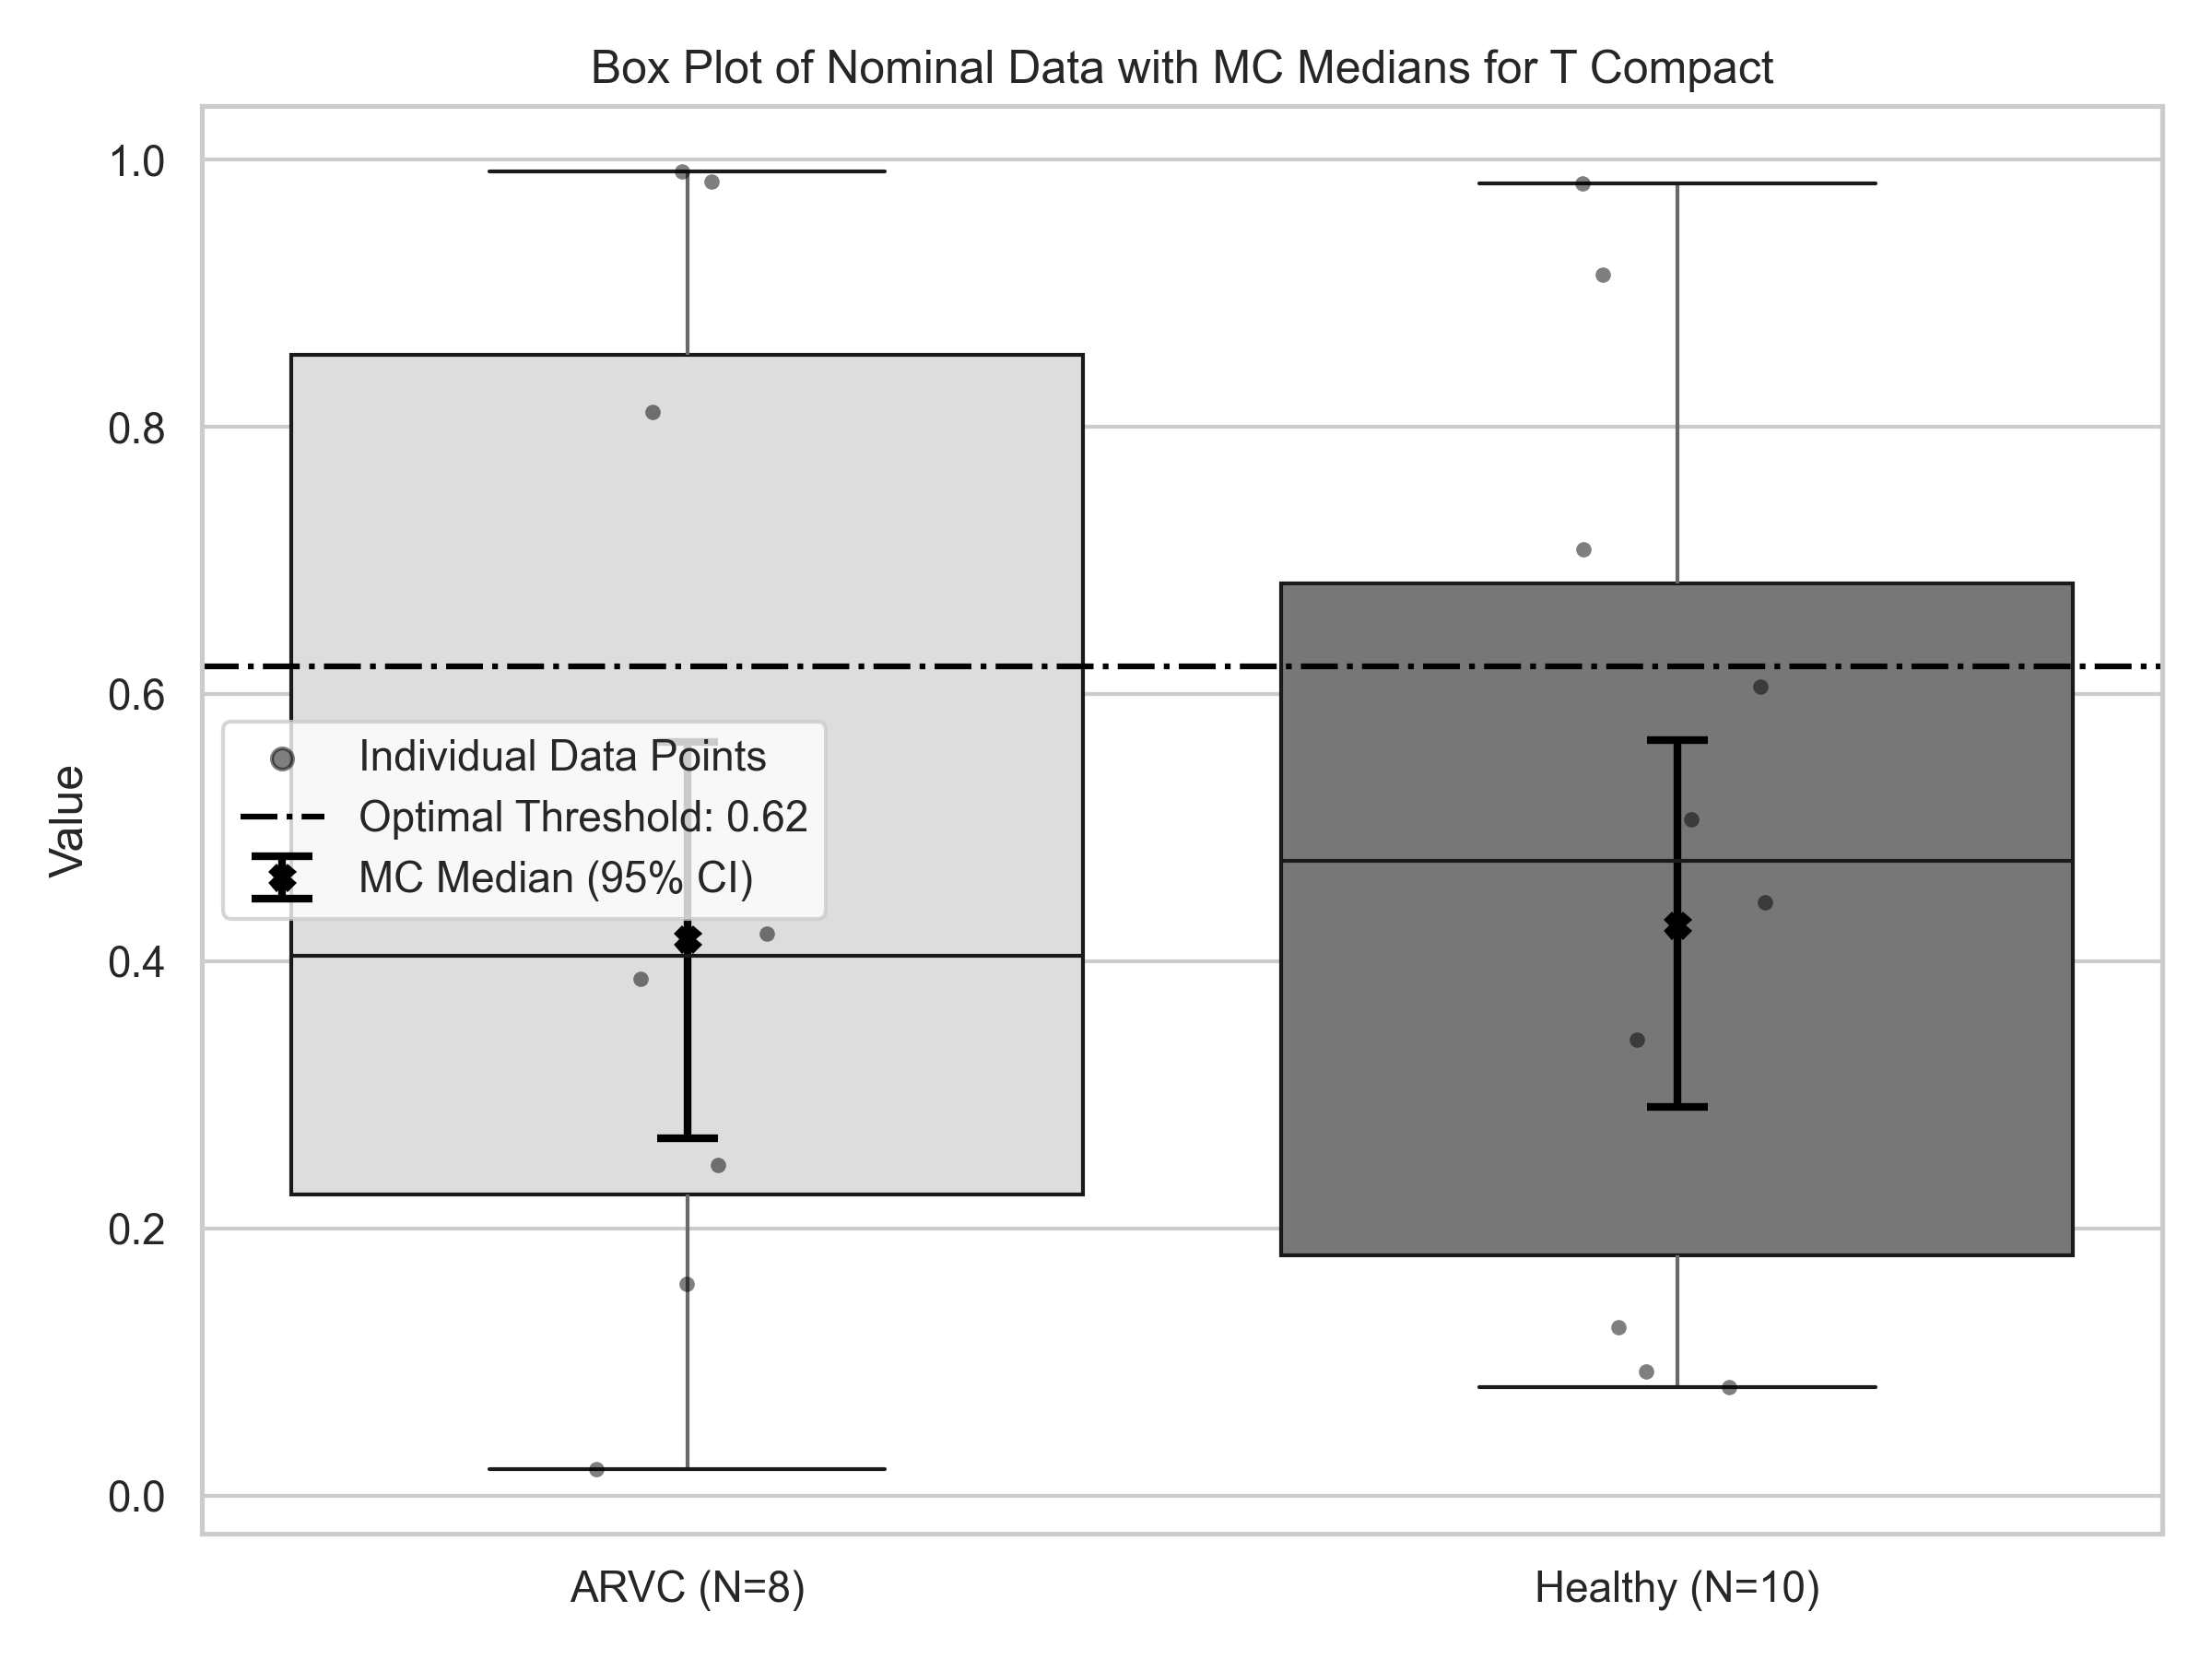 Box Plot of Nominal Data with MC Medians for T Compact
1.0
0.8
0.6
0.4
0.2
0.0
Value
Individual Data Points
Optimal Threshold: 0.62
MC Median (95% CI)
ARVC (N=8)
Healthy (N=10)